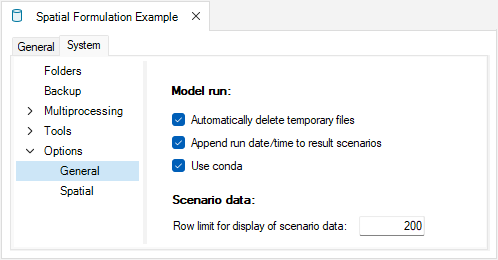 Spatial Formulation Example
General System
Folders
Backup
Multiprocessing
Tools
Options
General
Spatial
Model run:
Automatically delete temporary files
Append run date/time to result scenarios
Use conda
Scenario data:
Row limit for display of scenario data: 200